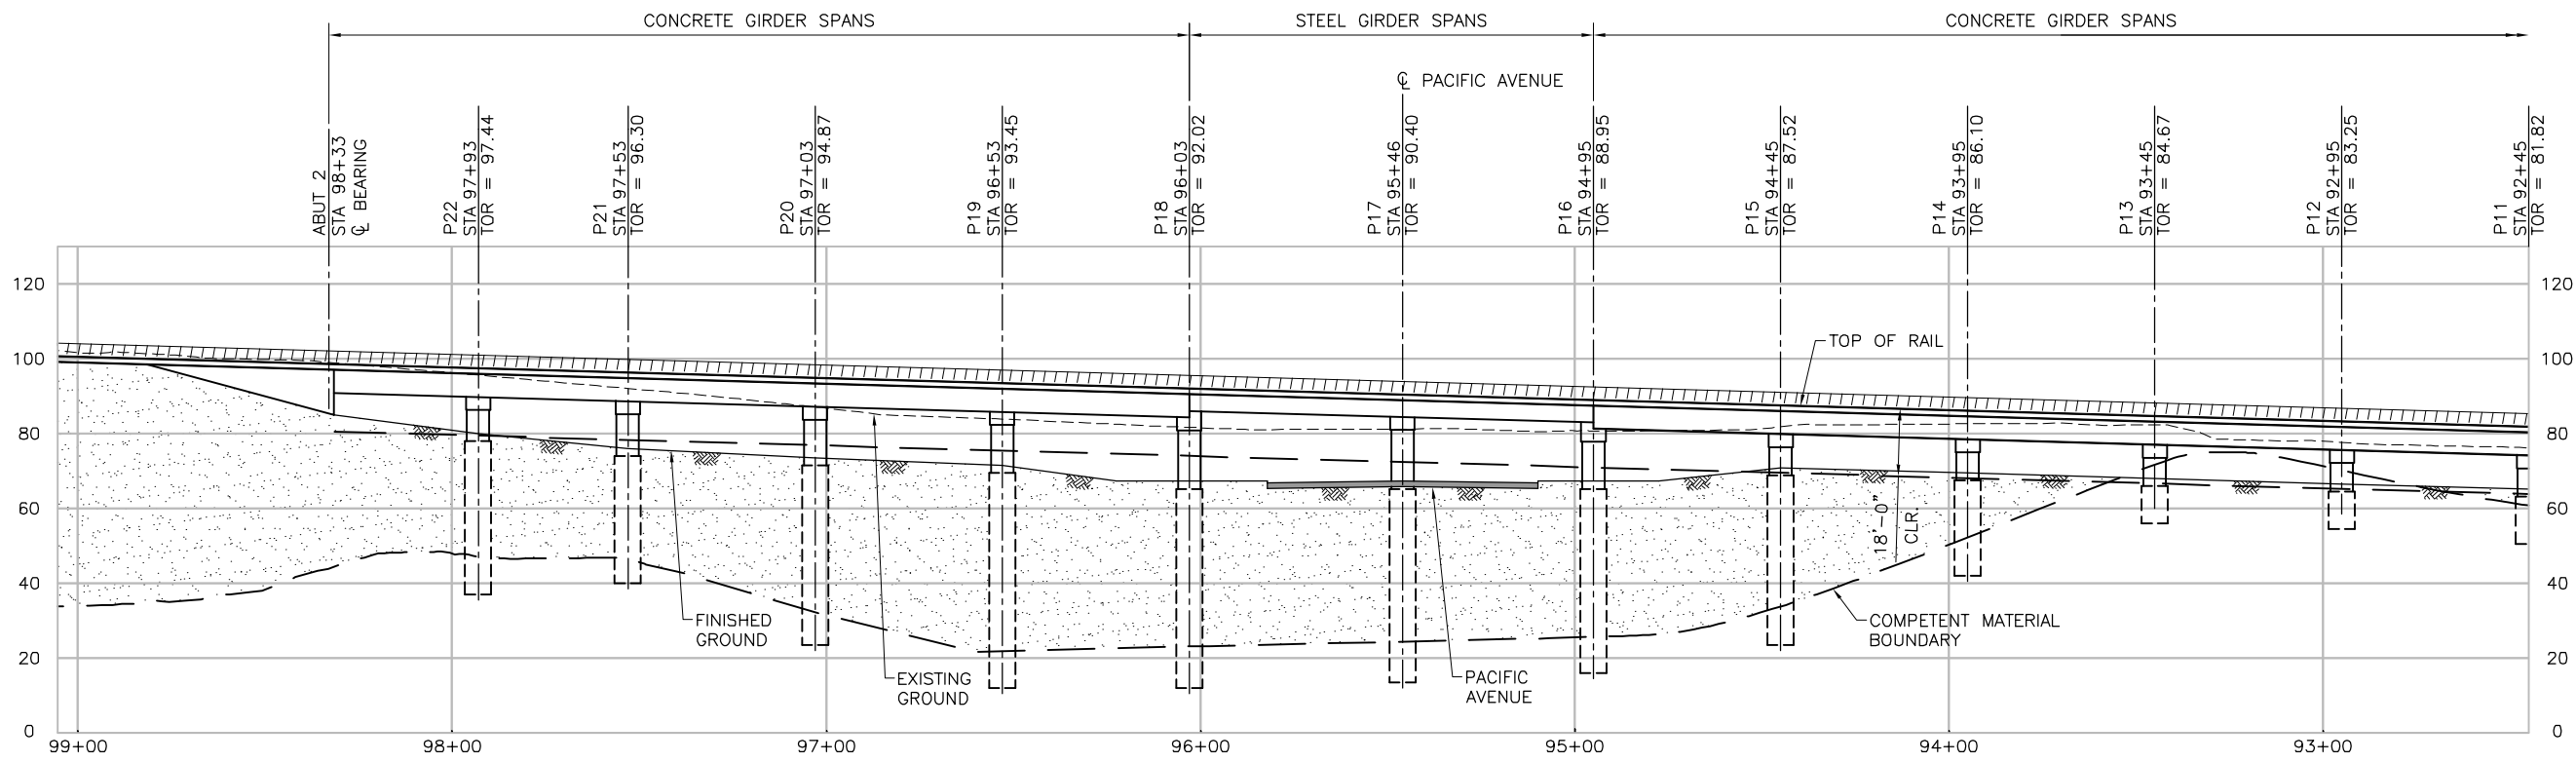 CONCRETE GIRDER SPANS
STEEL GIRDER SPANS
CONCRETE GIRDER SPANS
℄ PACIFIC AVENUE
ABUT 2
STA 98+33
℄ BEARING
P22
STA 97+93
TOR = 97.44
P21
STA 97+53
TOR = 96.30
P20
STA 97+03
TOR = 94.87
P19
STA 96+53
TOR = 93.45
P18
STA 96+03
TOR = 92.02
P17
STA 95+46
TOR = 90.40
P16
STA 94+95
TOR = 88.95
P15
STA 94+45
TOR = 87.52
P14
STA 93+95
TOR = 86.10
P13
STA 93+45
TOR = 84.67
P12
STA 92+95
TOR = 83.25
P11
STA 92+45
TOR = 81.82
120
120
TOP OF RAIL
100
100
80
80
60
60
18'-0"
CLR.
40
40
FINISHED
GROUND
COMPETENT MATERIAL
BOUNDARY
20
20
EXISTING
GROUND
PACIFIC
AVENUE
0
0
99+00
98+00
97+00
96+00
95+00
94+00
93+00